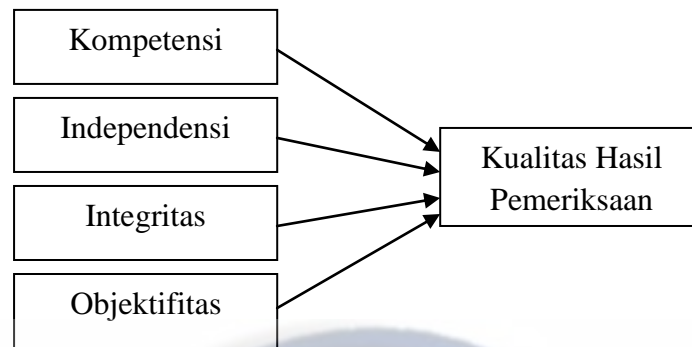 Kompetensi
Independensi
Integritas
Objektifitas
Kualitas Hasil
Pemeriksaan